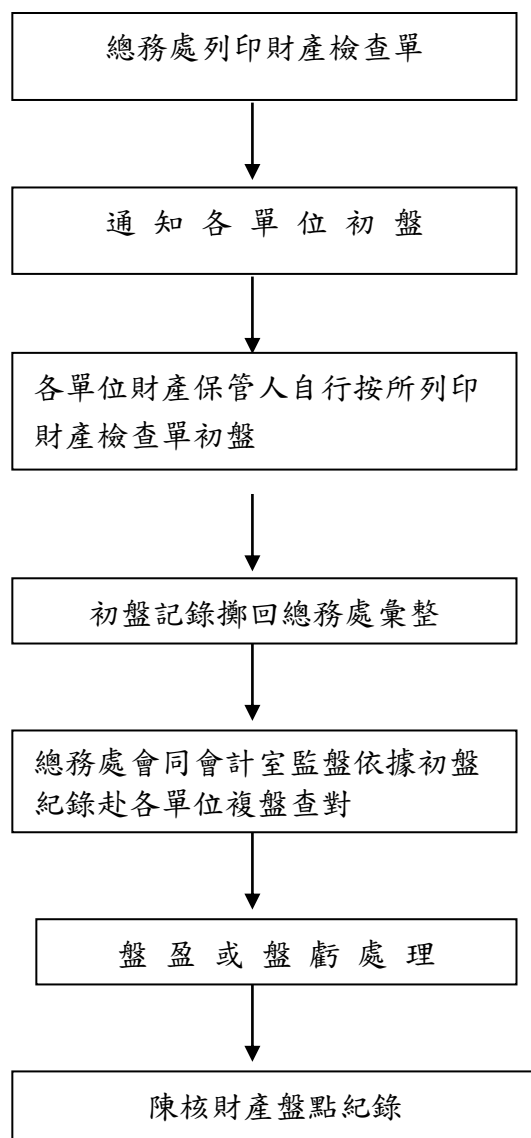 總務處列印財產檢查單
通知各單位初盤
各單位財產保管人自行按所列印
財產檢查單初盤
初盤記錄擲回總務處彙整
總務處會同會計室監盤依據初盤
紀錄赴各單位複盤查對
盤盈或盤虧處理
陳核財產盤點紀錄